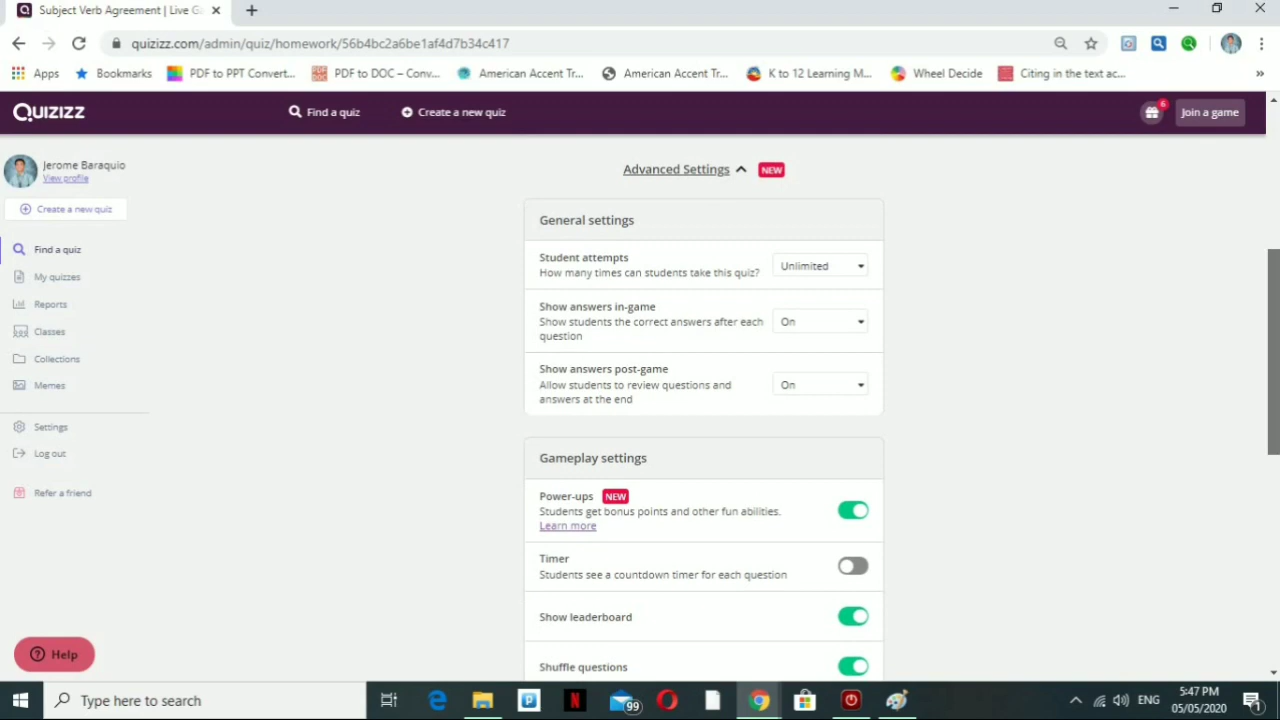 Subject Verb Agreement | Live Ga
quizizz.com/admin/quiz/homework/56b4bc2a6be1af4d7b34c417
Apps Bookmarks PDF to PPT Convert... PDF to DOC – Conv... American Accent Tr... American Accent Tr... K to 12 Learning M... Wheel Decide Citing in the text ac... »
QUIZIZZ Find a quiz Create a new quiz 6 Join a game
Jerome Baraquio
View profile
Create a new quiz
Find a quiz
My quizzes
Reports
Classes
Collections
Memes
Settings
Log out
Refer a friend
Help
Advanced Settings NEW
General settings
Student attempts
How many times can students take this quiz? Unlimited
Show answers in-game
Show students the correct answers after each On
question
Show answers post-game
Allow students to review questions and On
answers at the end
Gameplay settings
Power-ups NEW
Students get bonus points and other fun abilities.
Learn more
Timer
Students see a countdown timer for each question
Show leaderboard
Shuffle questions
Type here to search 99 ENG 5:47 PM
05/05/2020 1